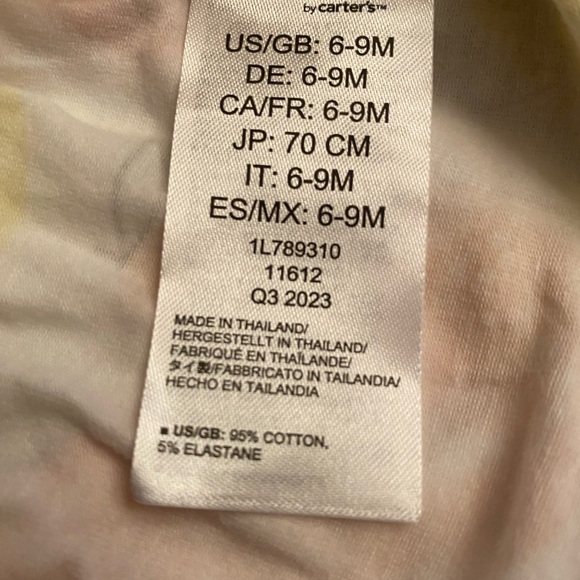 by carter's™
US/GB: 6-9M
DE: 6-9M
CA/FR: 6-9M
JP: 70 CM
IT: 6-9M
ES/MX: 6-9M
1L789310
11612
Q3 2023
MADE IN THAILAND/
HERGESTELLT IN THAILAND/
FABRIQUÉ EN THAÏLANDE/
タイ製/FABBRICATO IN TAILANDIA/
HECHO EN TAILANDIA
■ US/GB: 95% COTTON,
5% ELASTANE